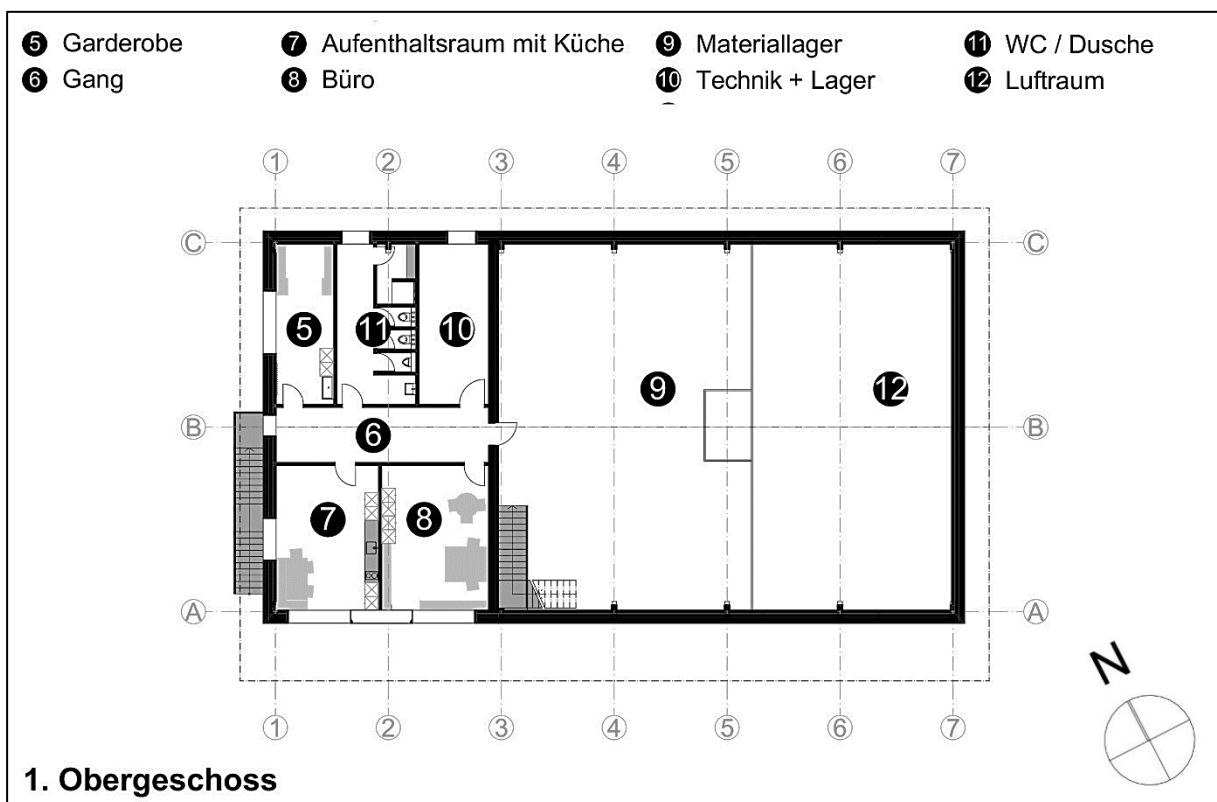 5 Garderobe 7 Aufenthaltsraum mit Küche 9 Materiallager 11 WC / Dusche
6 Gang 8 Büro 10 Technik + Lager 12 Luftraum
1 2 3 4 5 6 7
C C
5 11 10
9 12
B 6 B
7 8
A A
N
1 2 3 4 5 6 7
1. Obergeschoss